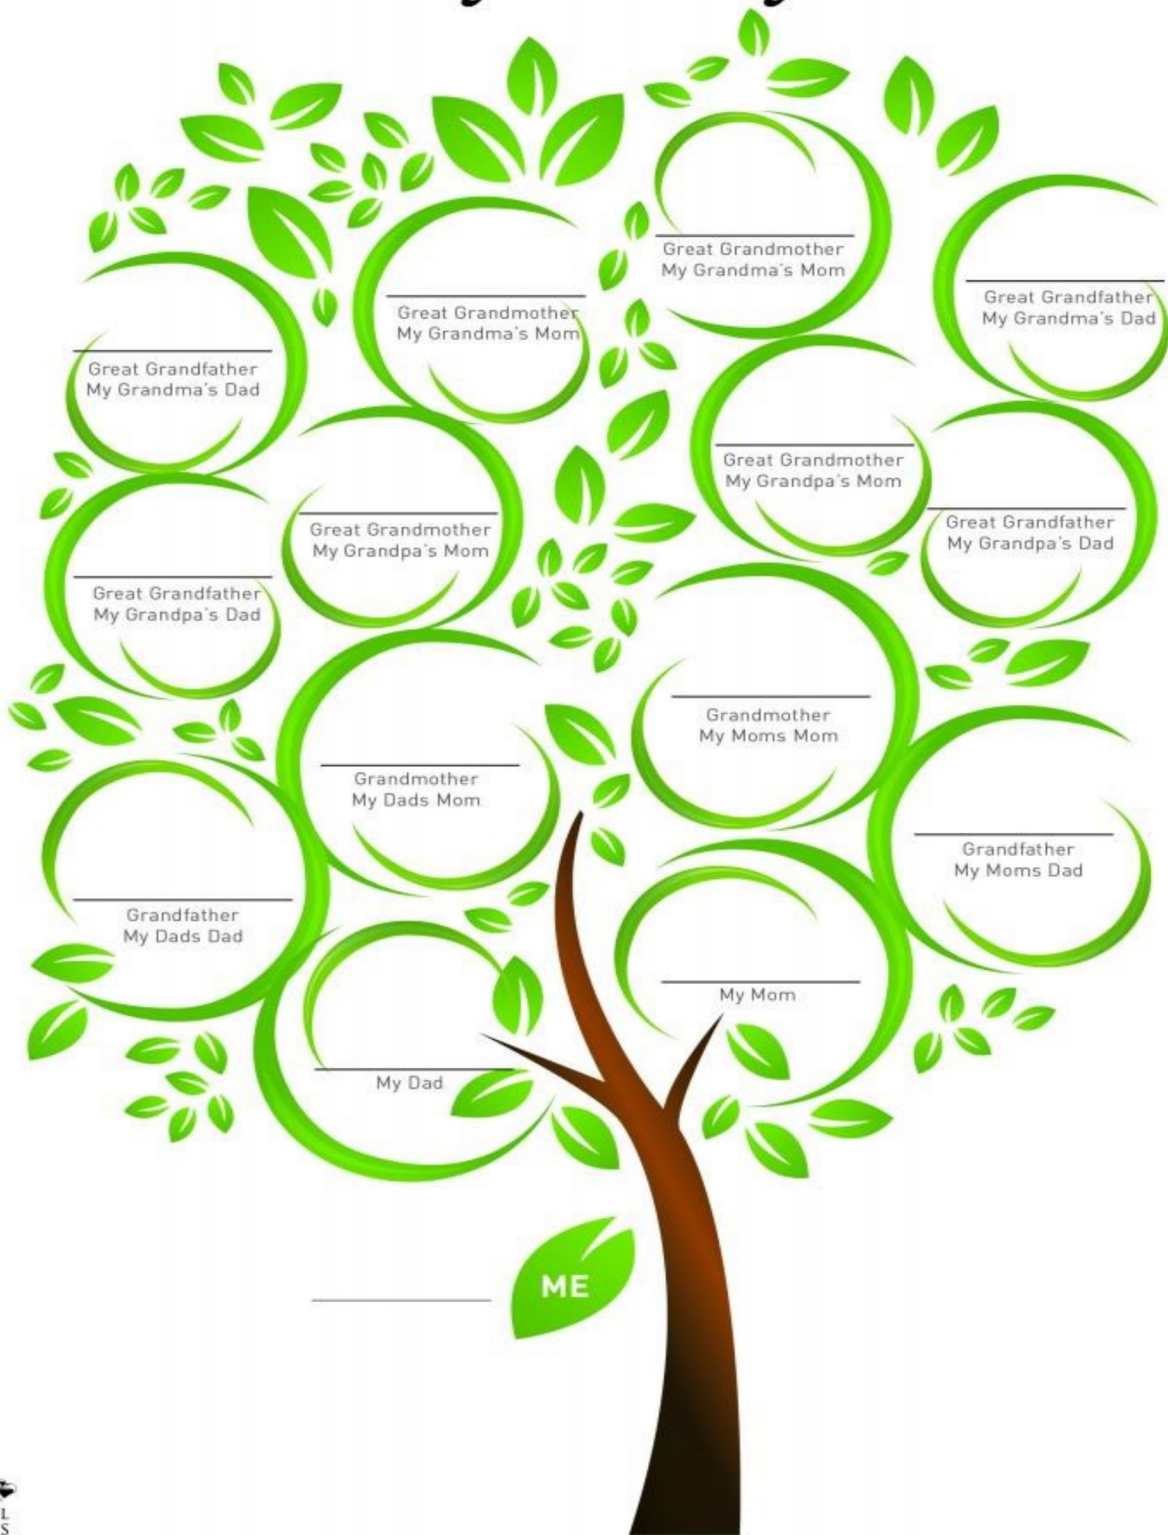 Great Grandmother
My Grandma's Mom
Great Grandfather
My Grandma's Dad
Great Grandmother
My Grandma's Mom
Great Grandfather
My Grandma's Dad
Great Grandmother
My Grandpa's Mom
Great Grandfather
My Grandpa's Dad
Great Grandmother
My Grandpa's Mom
Great Grandfather
My Grandpa's Dad
Grandmother
My Moms Mom
Grandmother
My Dads Mom
Grandfather
My Moms Dad
Grandfather
My Dads Dad
My Mom
My Dad
ME
L
S